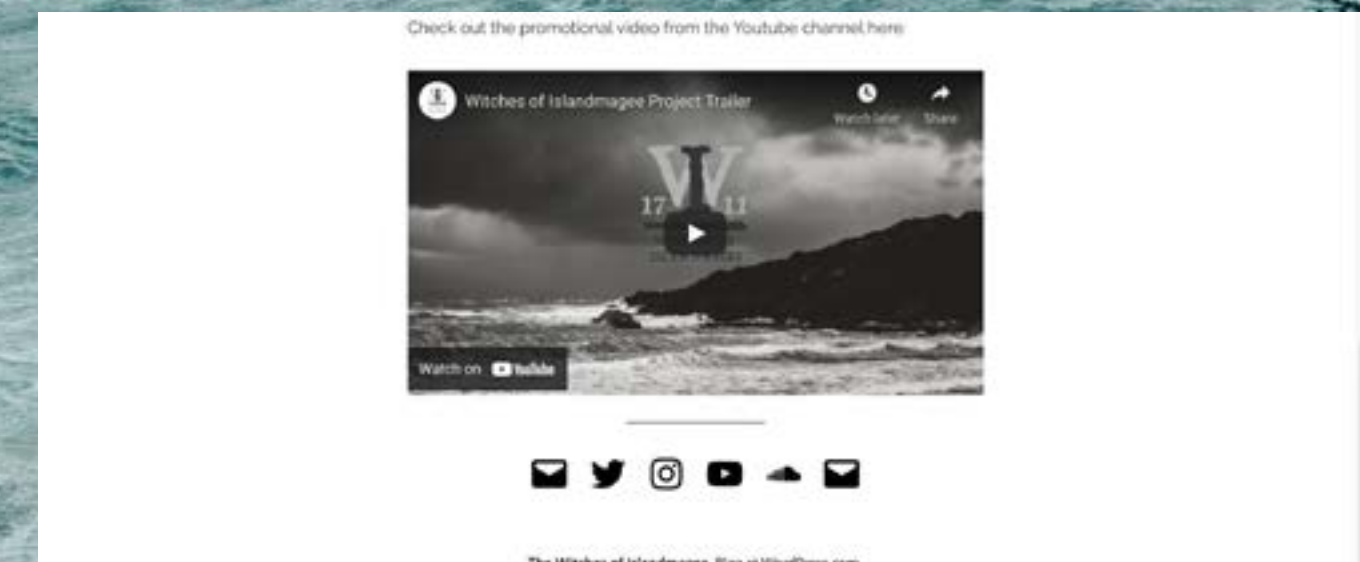 Check out the promotional video from the Youtube channel here:
Witches of Islandmagee Project Trailer
Watch later
Share
W
I
17 11
Watch on YouTube
The Witches of Islandmagee, Blog at WordPress.com.